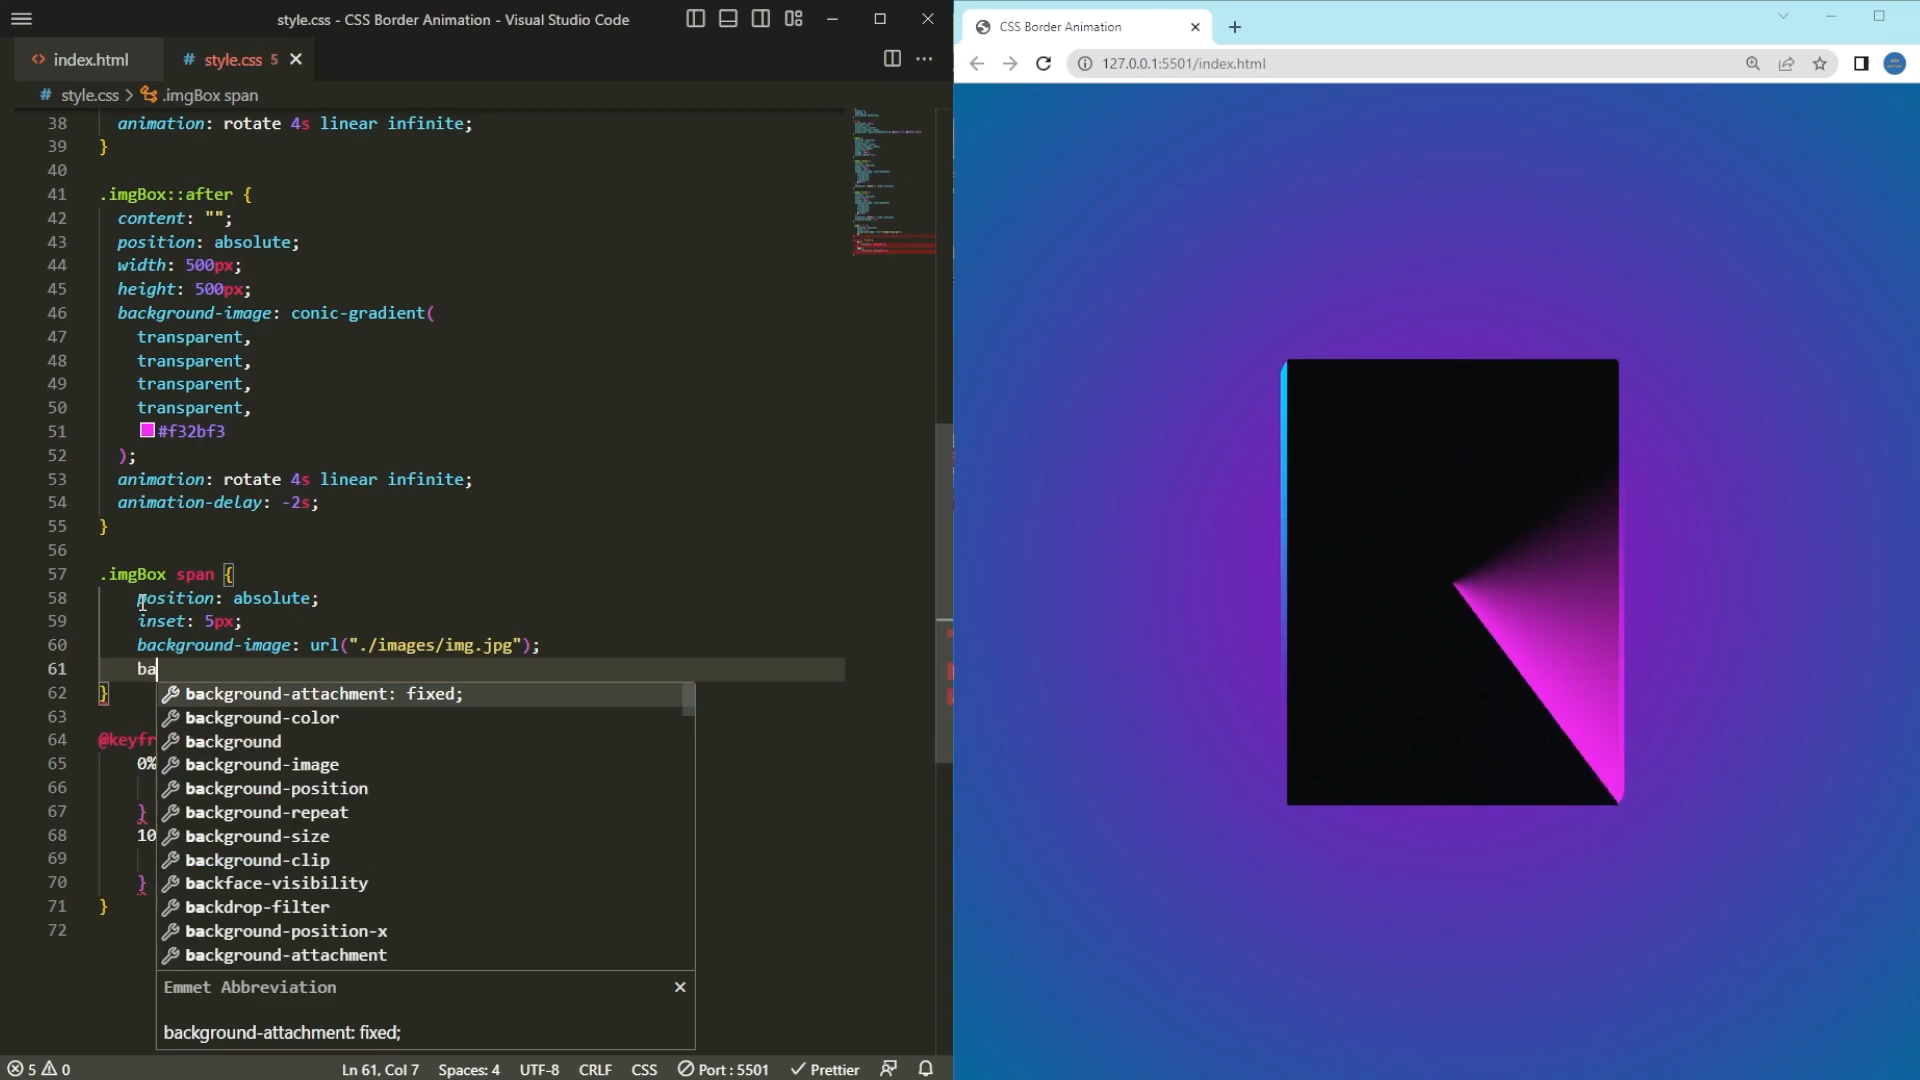 style.css - CSS Border Animation - Visual Studio Code
index.html
style.css 5
style.css > .imgBox span
38 animation: rotate 4s linear infinite;
39 }
40
41 .imgBox::after {
42 content: "";
43 position: absolute;
44 width: 500px;
45 height: 500px;
46 background-image: conic-gradient(
47 transparent,
48 transparent,
49 transparent,
50 transparent,
51 #f32bf3
52 );
53 animation: rotate 4s linear infinite;
54 animation-delay: -2s;
55 }
56
57 .imgBox span {
58 position: absolute;
59 inset: 5px;
60 background-image: url("./images/img.jpg");
61 ba
62 }
63
64 @keyfr
65 0%
66
67 }
68 10
69
70 }
71 }
72
background-attachment: fixed;
background-color
background
background-image
background-position
background-repeat
background-size
background-clip
backface-visibility
backdrop-filter
background-position-x
background-attachment
Emmet Abbreviation
background-attachment: fixed;
5 0
Ln 61, Col 7 Spaces: 4 UTF-8 CRLF CSS Port : 5501 Prettier
CSS Border Animation
127.0.0.1:5501/index.html